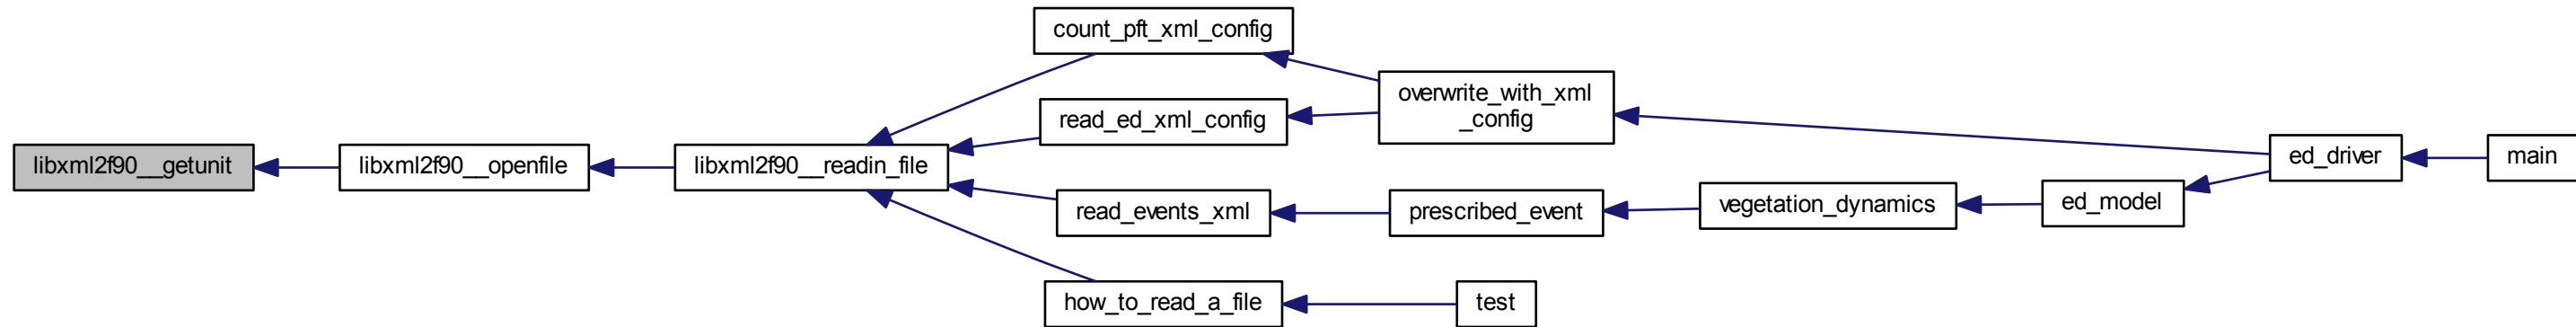 count_pft_xml_config
overwrite_with_xml
_config
read_ed_xml_config
libxml2f90__getunit
libxml2f90__openfile
libxml2f90__readin_file
ed_driver
main
read_events_xml
prescribed_event
vegetation_dynamics
ed_model
how_to_read_a_file
test